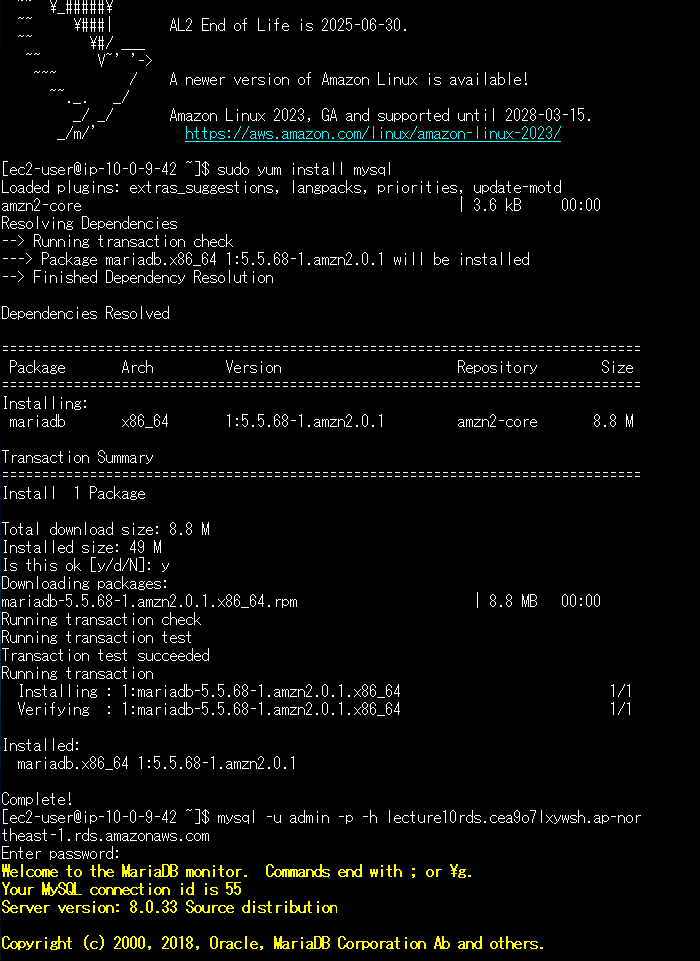 ~~  ¥_#####¥
~~     ¥###|       AL2 End of Life is 2025-06-30.
~~       ¥#/ ___
~~       V~' '->
~~~         /    A newer version of Amazon Linux is available!
~~._.   _/
_/ _/       Amazon Linux 2023, GA and supported until 2028-03-15.
_/m/'           https://aws.amazon.com/linux/amazon-linux-2023/
[ec2-user@ip-10-0-9-42 ~]$ sudo yum install mysql
Loaded plugins: extras_suggestions, langpacks, priorities, update-motd
amzn2-core                                               | 3.6 kB     00:00
Resolving Dependencies
--> Running transaction check
---> Package mariadb.x86_64 1:5.5.68-1.amzn2.0.1 will be installed
--> Finished Dependency Resolution
Dependencies Resolved
================================================================================
Package       Arch         Version                      Repository        Size
================================================================================
Installing:
mariadb       x86_64       1:5.5.68-1.amzn2.0.1         amzn2-core       8.8 M
Transaction Summary
================================================================================
Install  1 Package
Total download size: 8.8 M
Installed size: 49 M
Is this ok [y/d/N]: y
Downloading packages:
mariadb-5.5.68-1.amzn2.0.1.x86_64.rpm                      | 8.8 MB   00:00
Running transaction check
Running transaction test
Transaction test succeeded
Running transaction
Installing : 1:mariadb-5.5.68-1.amzn2.0.1.x86_64                          1/1
Verifying  : 1:mariadb-5.5.68-1.amzn2.0.1.x86_64                          1/1
Installed:
mariadb.x86_64 1:5.5.68-1.amzn2.0.1
Complete!
[ec2-user@ip-10-0-9-42 ~]$ mysql -u admin -p -h lecture10rds.cea9o7lxywsh.ap-nor
theast-1.rds.amazonaws.com
Enter password:
Welcome to the MariaDB monitor.  Commands end with ; or ¥g.
Your MySQL connection id is 55
Server version: 8.0.33 Source distribution
Copyright (c) 2000, 2018, Oracle, MariaDB Corporation Ab and others.